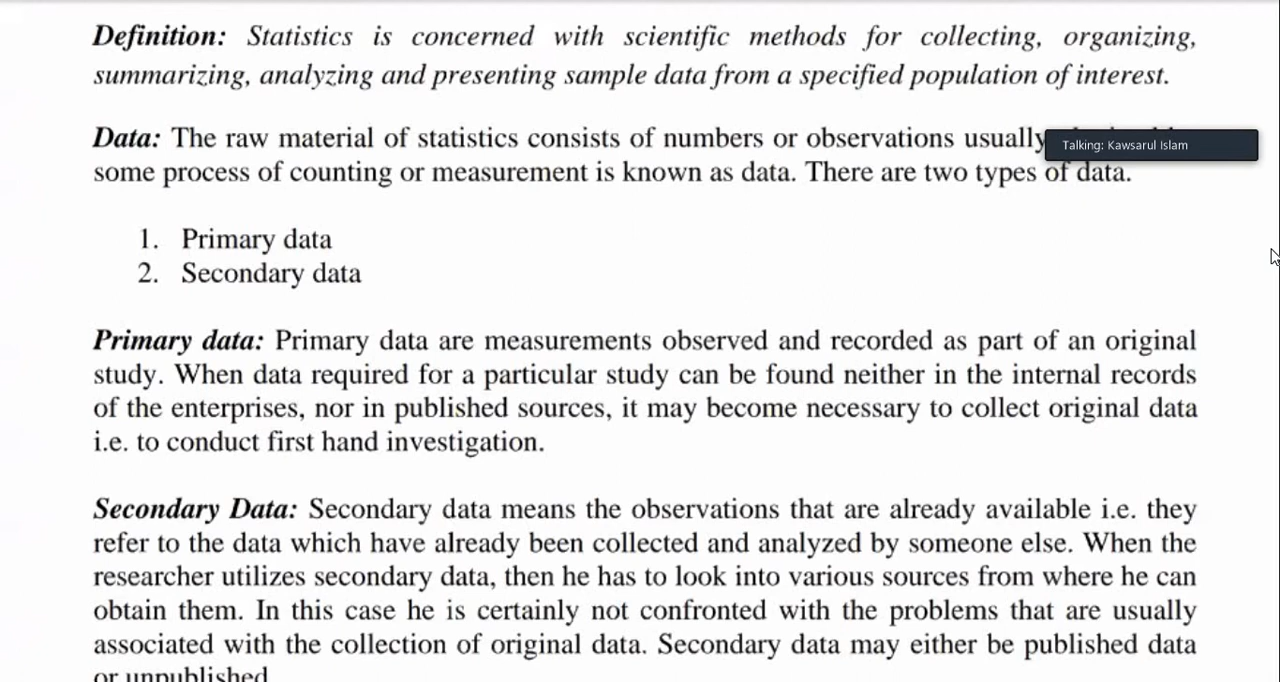 Definition: Statistics is concerned with scientific methods for collecting, organizing,
summarizing, analyzing and presenting sample data from a specified population of interest.
Data: The raw material of statistics consists of numbers or observations usually
Talking: Kawsarul Islam
some process of counting or measurement is known as data. There are two types of data.
1. Primary data
2. Secondary data
Primary data: Primary data are measurements observed and recorded as part of an original
study. When data required for a particular study can be found neither in the internal records
of the enterprises, nor in published sources, it may become necessary to collect original data
i.e. to conduct first hand investigation.
Secondary Data: Secondary data means the observations that are already available i.e. they
refer to the data which have already been collected and analyzed by someone else. When the
researcher utilizes secondary data, then he has to look into various sources from where he can
obtain them. In this case he is certainly not confronted with the problems that are usually
associated with the collection of original data. Secondary data may either be published data
or unpublished